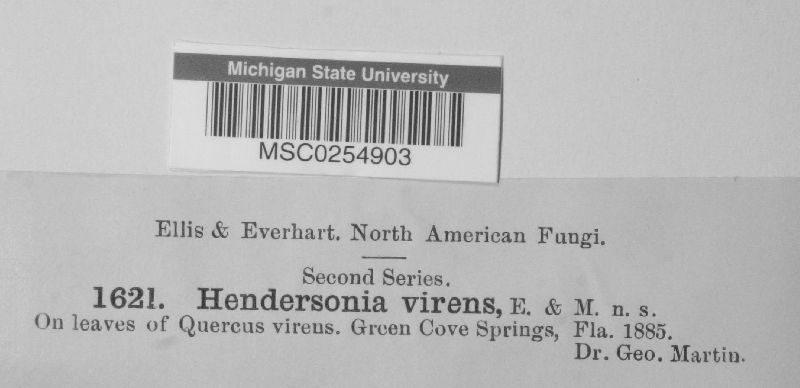 Michigan State University
MSC0254903
Ellis & Everhart. North American Fungi.
Second Series.
1621. Hendersonia virens, E. & M. n. s.
On leaves of Quercus virens. Green Cove Springs, Fla. 1885.
Dr. Geo. Martin.